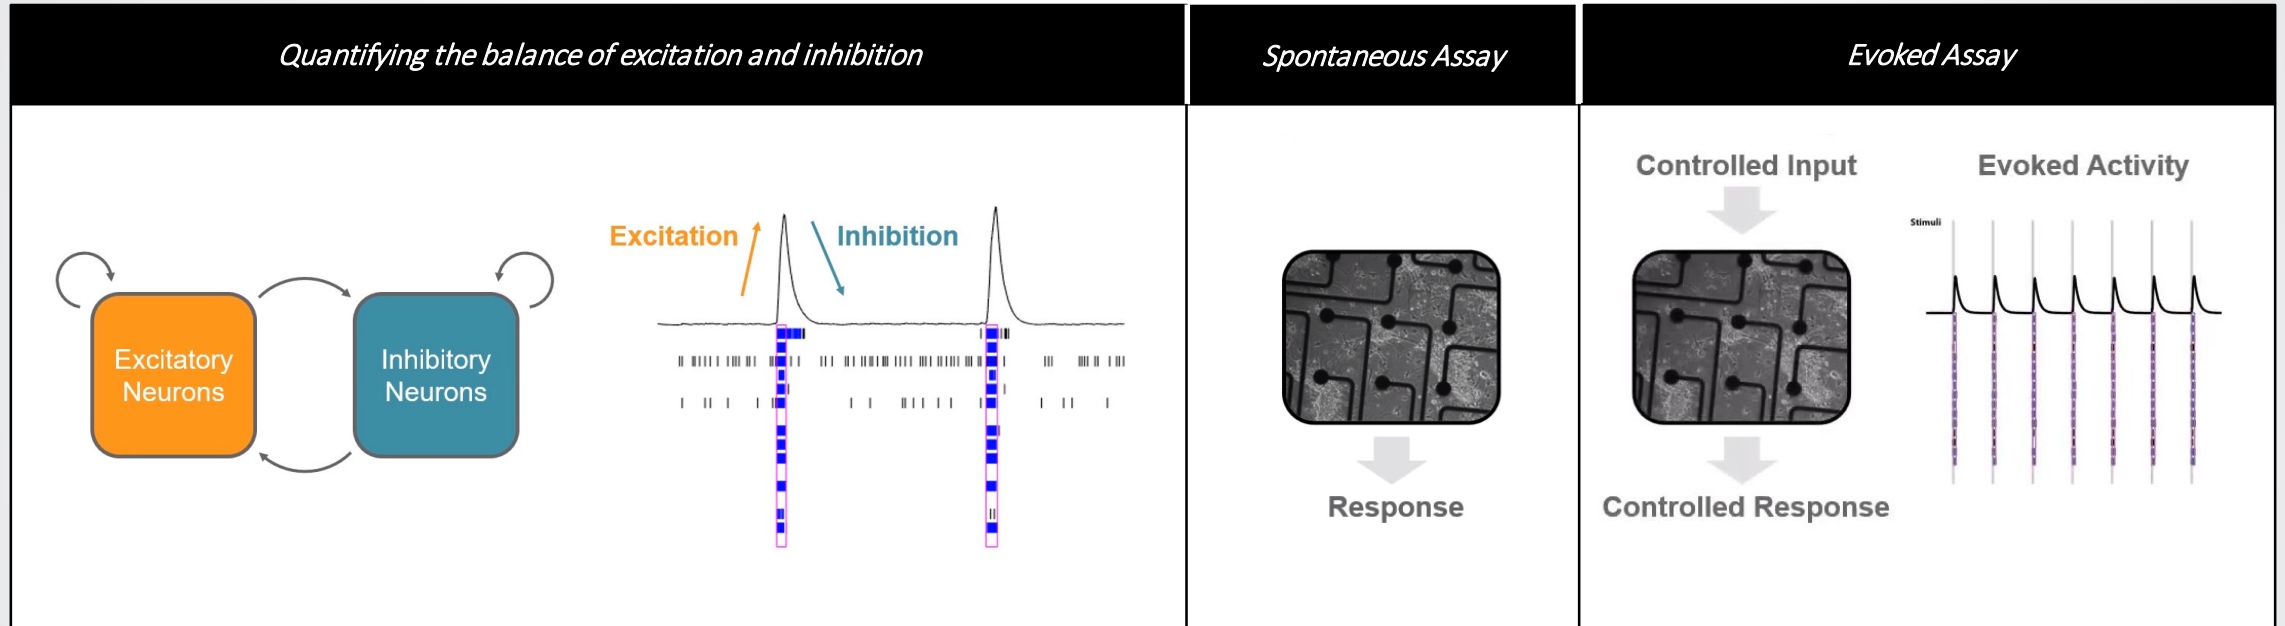 Quantifying the balance of excitation and inhibition
Spontaneous Assay
Evoked Assay
Excitatory
Neurons
Inhibitory
Neurons
Excitation
Inhibition
Response
Controlled Input
Controlled Response
Evoked Activity
Stimuli